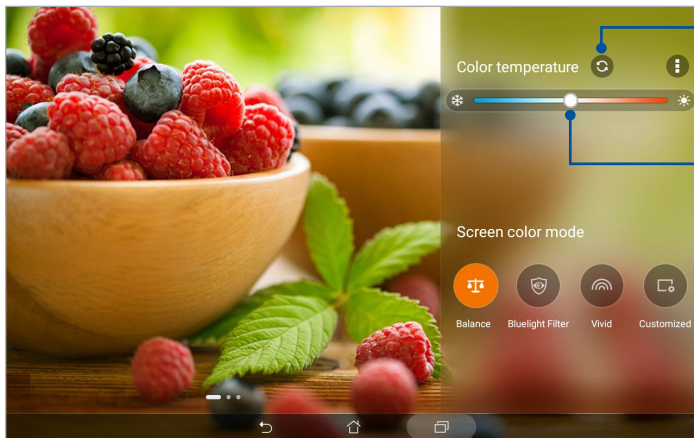 Color temperature
Screen color mode
Balance
Bluelight Filter
Vivid
Customized